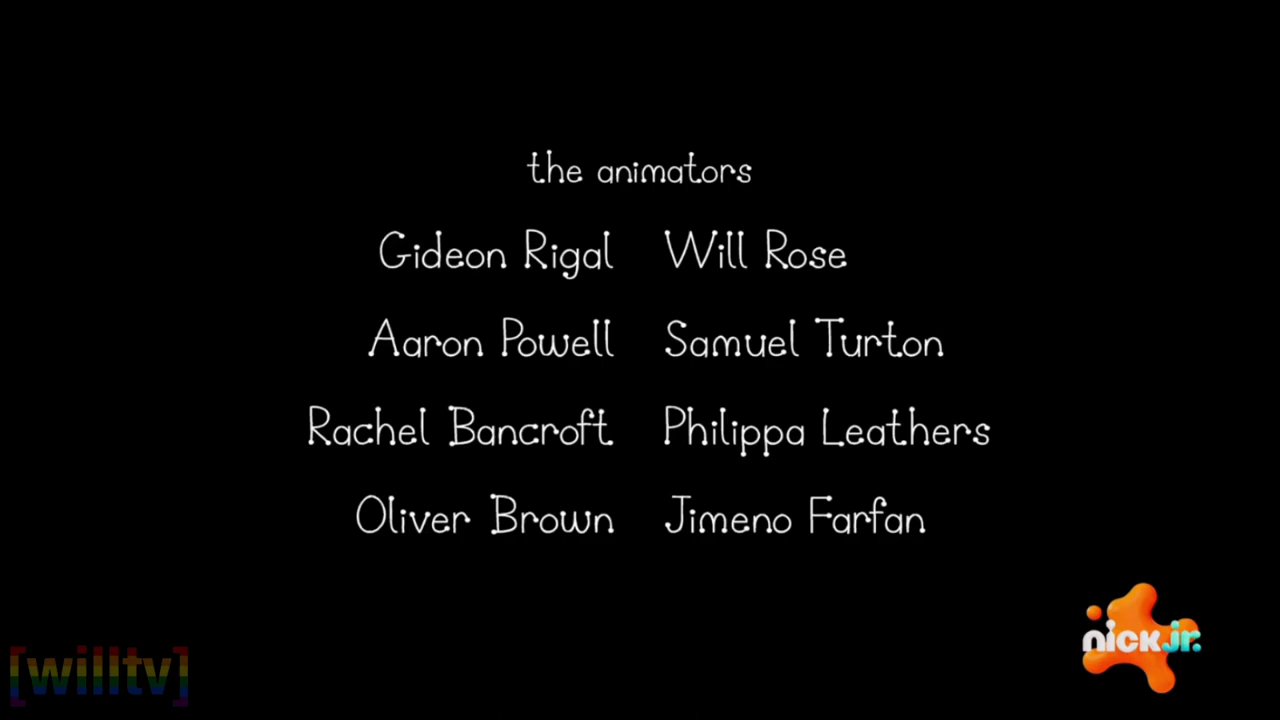 the animators
Gideon Rigal Will Rose
Aaron Powell Samuel Turton
Rachel Bancroft Philippa Leathers
Oliver Brown Jimeno Farfan
nick jr.
[willtv]